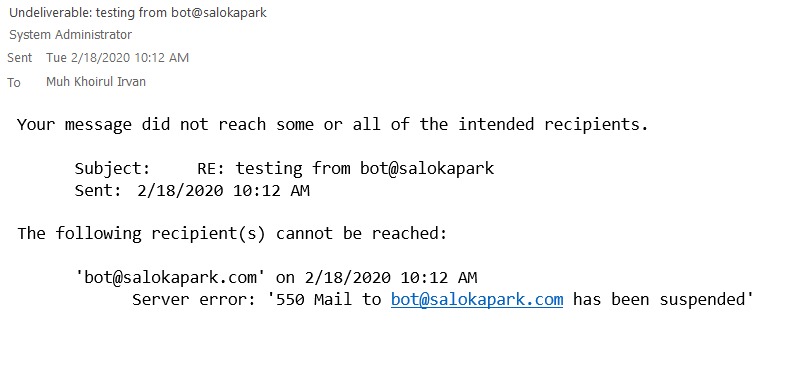 Undeliverable: testing from bot@salokapark
System Administrator
Sent Tue 2/18/2020 10:12 AM
To Muh Khoirul Irvan
Your message did not reach some or all of the intended recipients.
Subject: RE: testing from bot@salokapark
Sent: 2/18/2020 10:12 AM
The following recipient(s) cannot be reached:
'bot@salokapark.com' on 2/18/2020 10:12 AM
Server error: '550 Mail to bot@salokapark.com has been suspended'